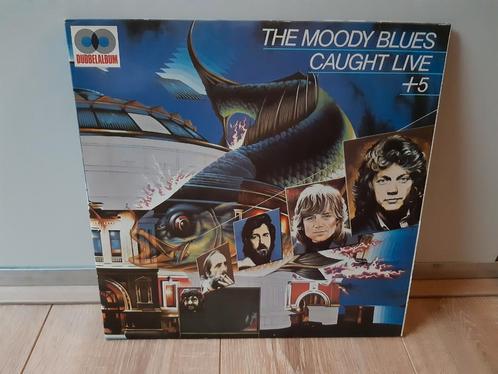 DUBBELALBUM
THE MOODY BLUES
CAUGHT LIVE
+5